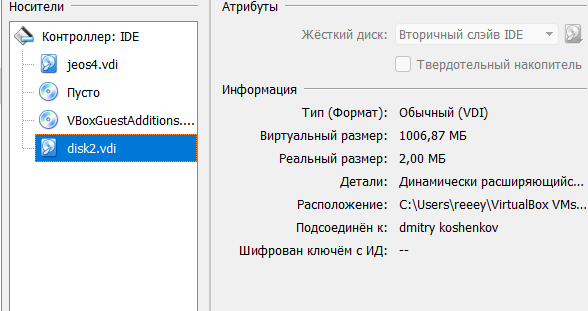 Носители
Контроллер: IDE
jeos4.vdi
Пусто
VBoxGuestAdditions....
disk2.vdi
Атрибуты
Жёсткий диск: Вторичный слэйв IDE
Твердотельный накопитель
Информация
Тип (Формат): Обычный (VDI)
Виртуальный размер: 1006,87 МБ
Реальный размер: 2,00 МБ
Детали: Динамически расширяющийс...
Расположение: C:\Users\reeey\VirtualBox VMs...
Подсоединён к: dmitry koshenkov
Шифрован ключём с ИД: --